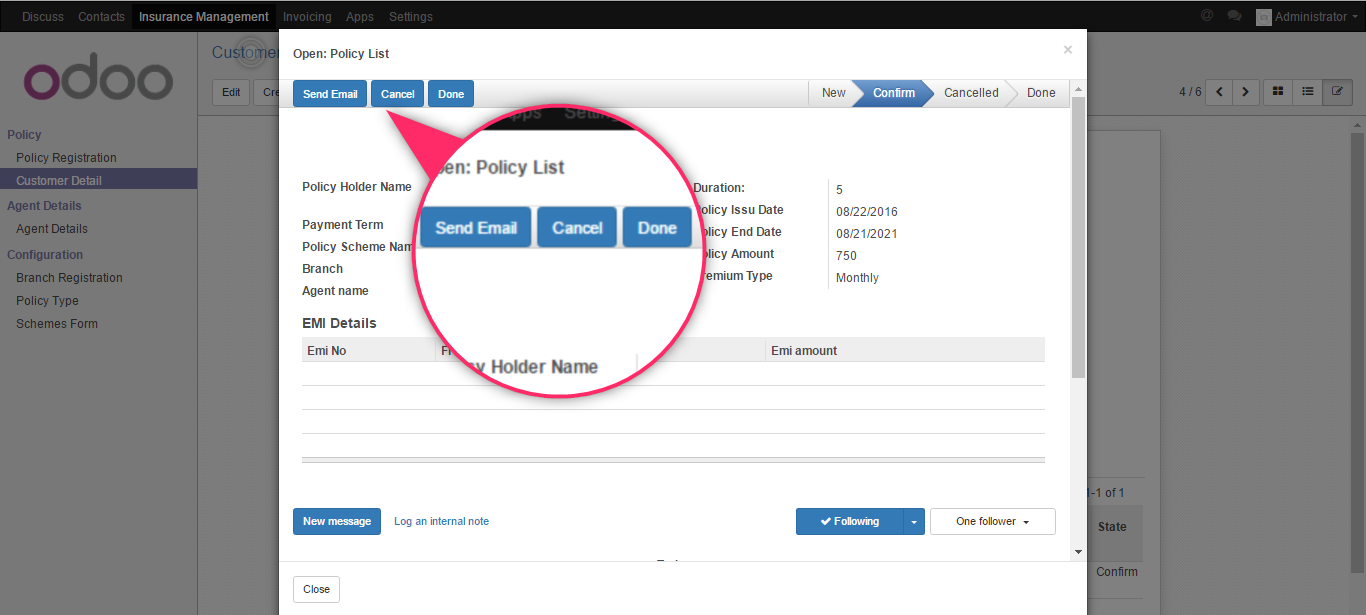 Discuss Contacts Insurance Management Invoicing Apps Settings @ Administrator
odoo
Customer
Edit
4 / 6
Policy
Policy Registration
Customer Detail
Agent Details
Agent Details
Configuration
Branch Registration
Policy Type
Schemes Form
Open: Policy List ×
Send Email Cancel Done New Confirm Cancelled Done
Policy Holder Name
Payment Term
Policy Scheme Name
Branch
Agent name
Duration: 5
Policy Issu Date 08/22/2016
Policy End Date 08/21/2021
Policy Amount 750
Premium Type Monthly
Apps Settings
Open: Policy List
Send Email Cancel Done
Policy Holder Name
EMI Details
Emi No Emi amount
New message Log an internal note Following One follower
Close
1-1 of 1
State
Confirm